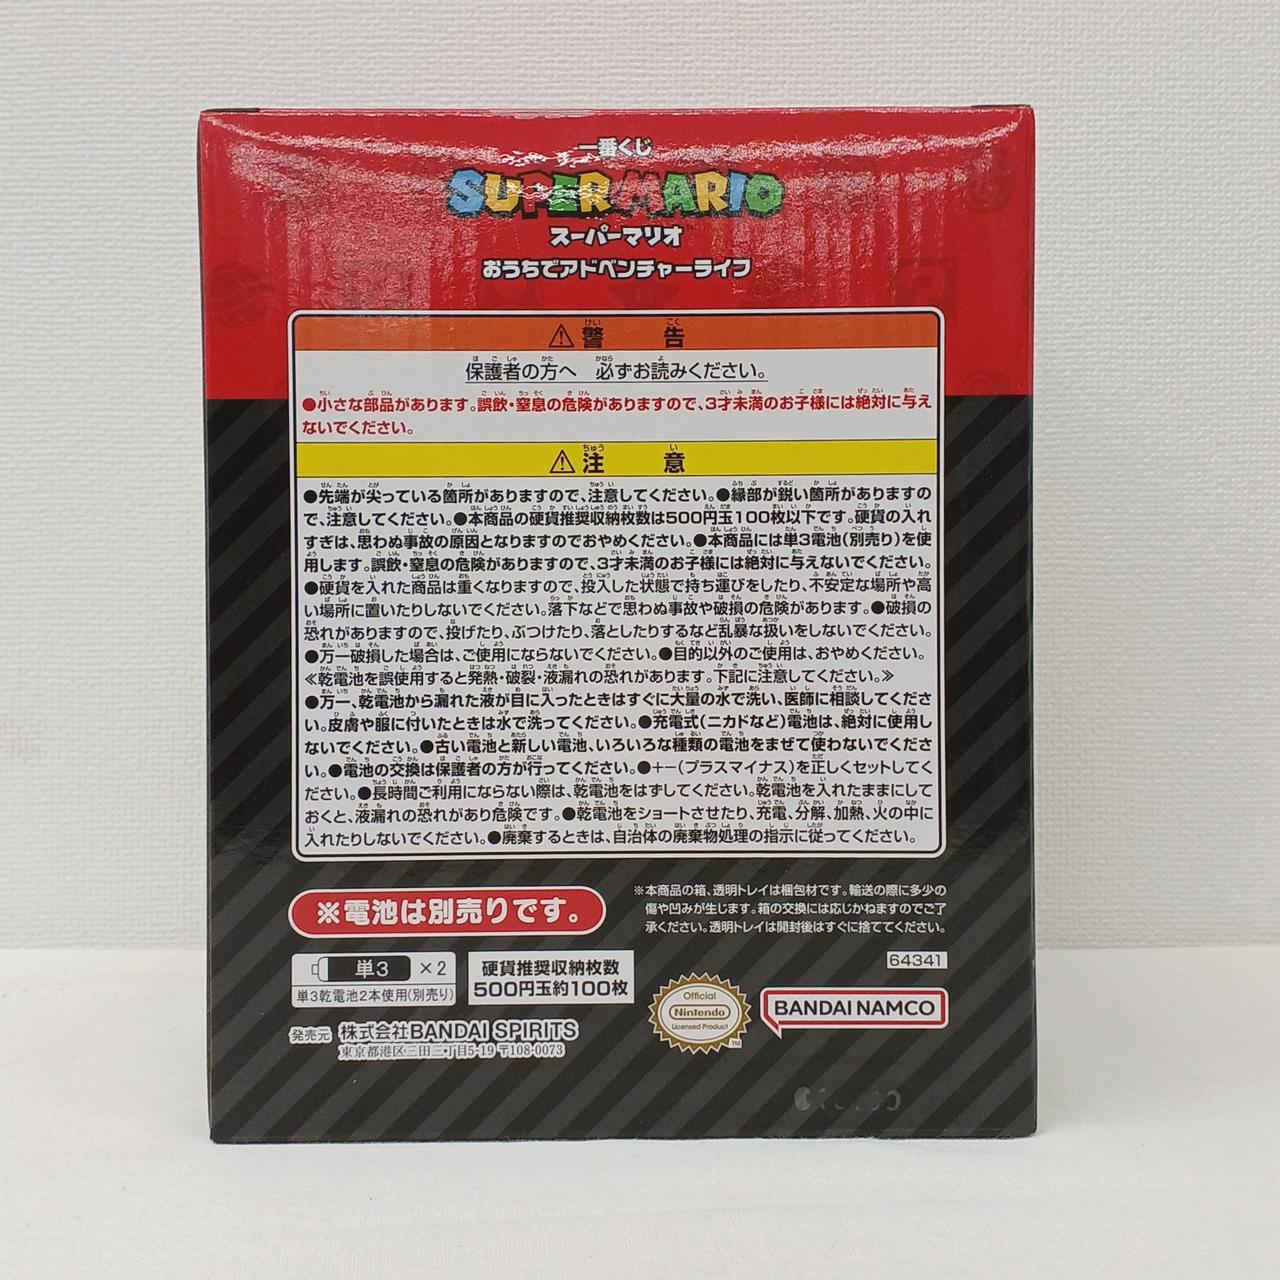 一番くじ
SUPER MARIO
スーパーマリオ™
おうちでアドベンチャーライフ
⚠警告
保護者の方へ 必ずお読みください。
●小さな部品があります。誤飲・窒息の危険がありますので、3才未満のお子様には絶対に与え
ないでください。
⚠注意
●先端が尖っている箇所がありますので、注意してください。●縁部が鋭い箇所がありますの
で、注意してください。●本商品の硬貨推奨収納枚数は500円玉100枚以下です。硬貨の入れ
すぎは、思わぬ事故の原因となりますのでおやめください。●本商品には単3電池(別売り)を使
用します。誤飲・窒息の危険がありますので、3才未満のお子様には絶対に与えないでください。
●硬貨を入れた商品は重くなりますので、投入した状態で持ち運びをしたり、不安定な場所や高
い場所に置いたりしないでください。落下などで思わぬ事故や破損の危険があります。●破損の
恐れがありますので、投げたり、ぶつけたり、落としたりするなど乱暴な扱いをしないでください。
●万一破損した場合は、ご使用にならないでください。●目的以外のご使用は、おやめください。
≪乾電池を誤使用すると発熱・破裂・液漏れの恐れがあります。下記に注意してください。≫
●万一、乾電池から漏れた液が目に入ったときはすぐに大量の水で洗い、医師に相談してくださ
い。皮膚や服に付いたときは水で洗ってください。●充電式(ニカドなど)電池は、絶対に使用し
ないでください。●古い電池と新しい電池、いろいろな種類の電池をまぜて使わないでくださ
い。●電池の交換は保護者の方が行ってください。●+−(プラスマイナス)を正しくセットしてく
ださい。●長時間ご利用にならない際は、乾電池をはずしてください。乾電池を入れたままにして
おくと、液漏れの恐れがあり危険です。●乾電池をショートさせたり、充電、分解、加熱、火の中に
入れたりしないでください。●廃棄するときは、自治体の廃棄物処理の指示に従ってください。
※電池は別売りです。
※本商品の箱、透明トレイは梱包材です。輸送の際に多少の
傷や凹みが生じます。箱の交換には応じかねますのでご了
承ください。透明トレイは開封後はすぐに捨ててください。
64341
単3 ×2
単3乾電池2本使用(別売り)
硬貨推奨収納枚数
500円玉約100枚
Official
Nintendo
Licensed Product
TM
BANDAI NAMCO
発売元 株式会社BANDAI SPIRITS
東京都港区三田三丁目5-19 〒108-0073